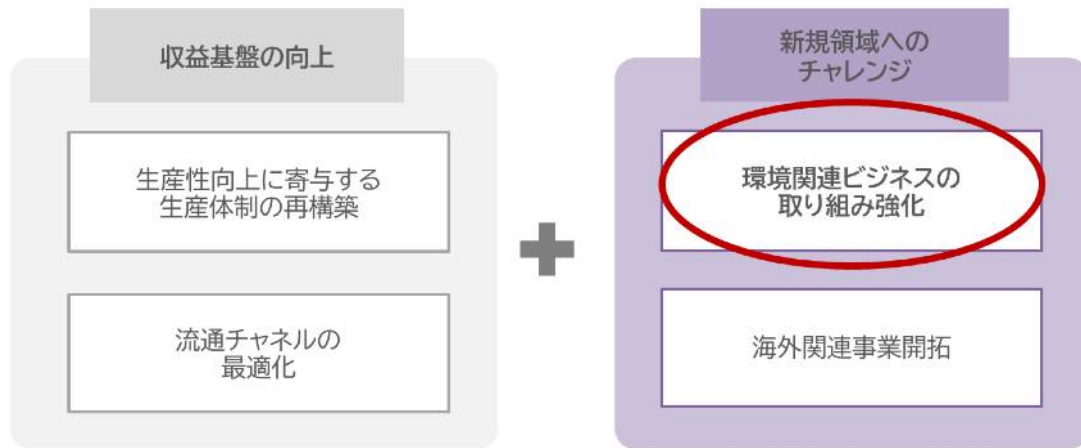 収益基盤の向上
生産性向上に寄与する
生産体制の再構築
流通チャネルの
最適化
新規領域への
チャレンジ
環境関連ビジネスの
取り組み強化
海外関連事業開拓